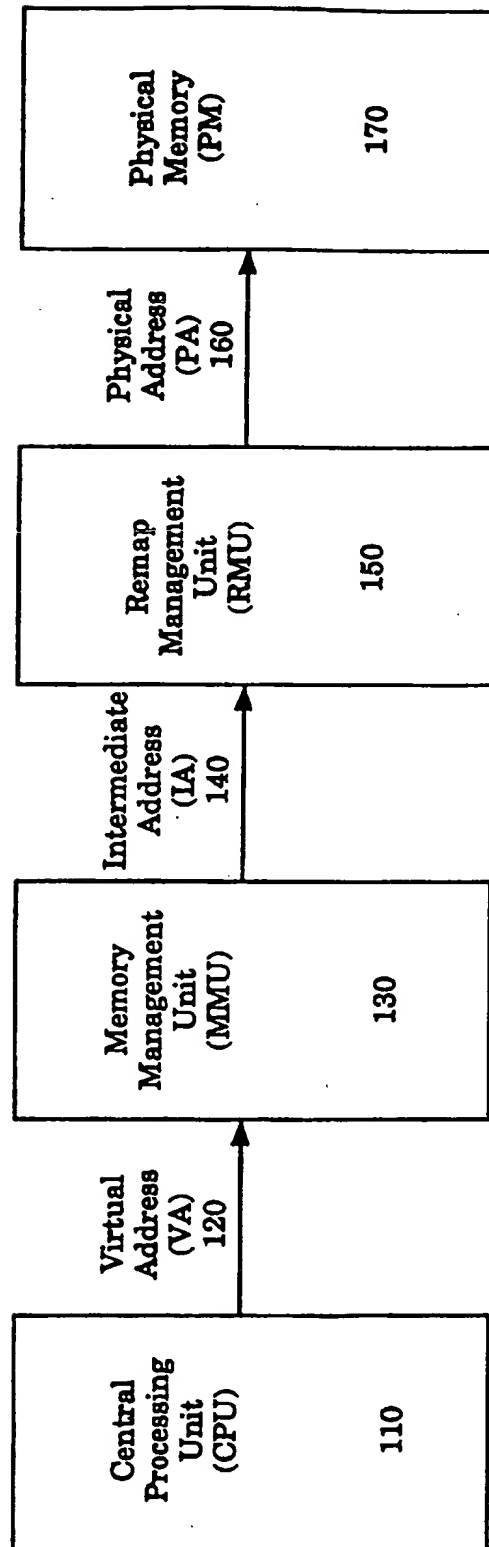 Central
Processing
Unit
(CPU)
110
Virtual
Address
(VA)
120
Memory
Management
Unit
(MMU)
130
Intermediate
Address
(IA)
140
Remap
Management
Unit
(RMU)
150
Physical
Address
(PA)
160
Physical
Memory
(PM)
170